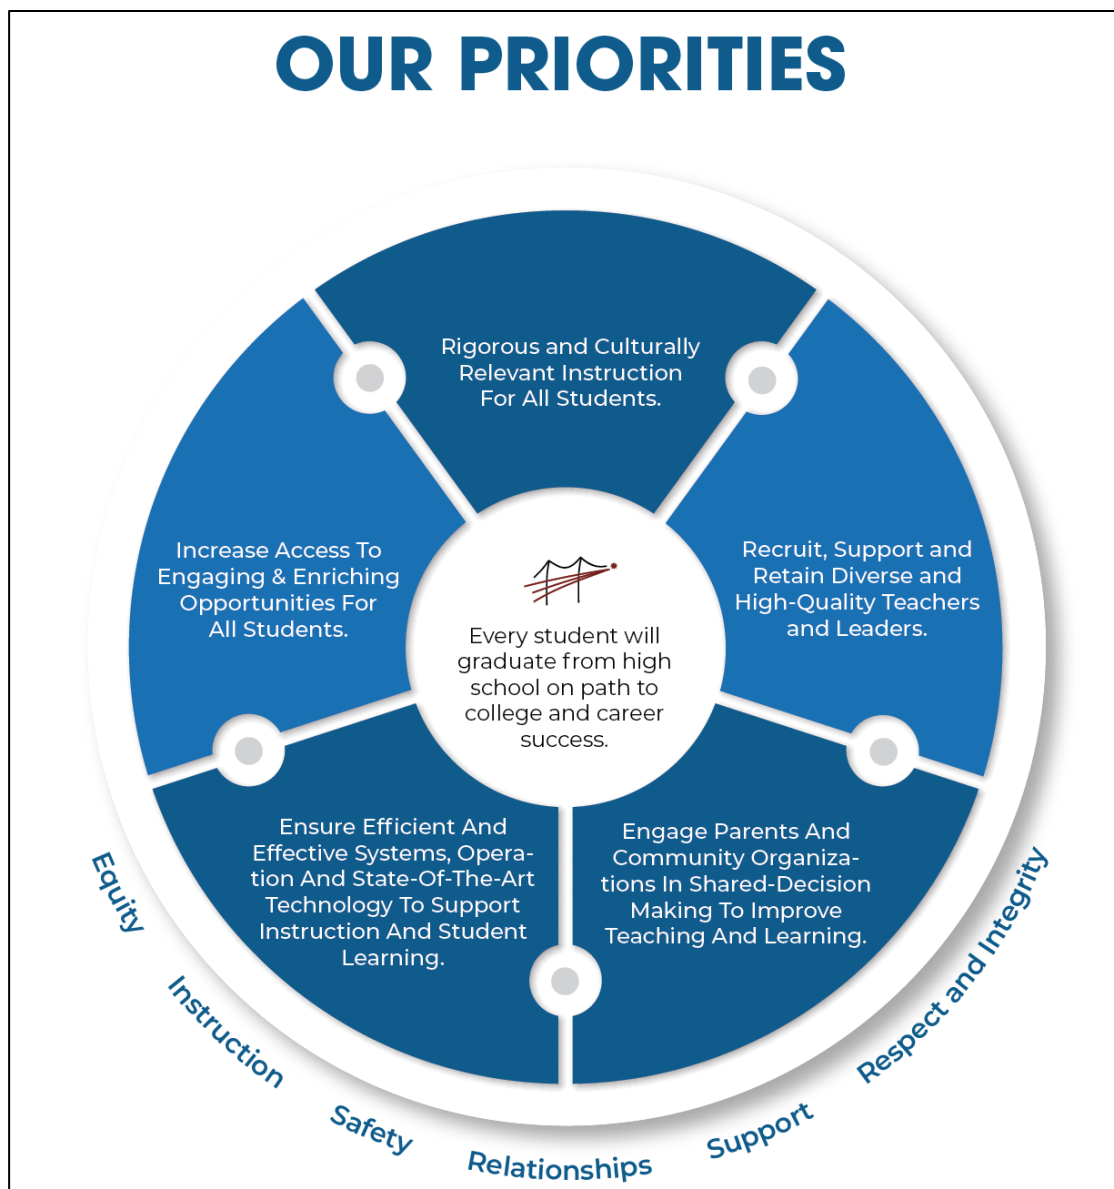 OUR PRIORITIES
Rigorous and Culturally
Relevant Instruction
For All Students.
Increase Access To
Engaging & Enriching
Opportunities For
All Students.
Recruit, Support and
Retain Diverse and
High-Quality Teachers
and Leaders.
Every student will
graduate from high
school on path to
college and career
success.
Ensure Efficient And
Effective Systems, Opera-
tion And State-Of-The-Art
Technology To Support
Instruction And Student
Learning.
Engage Parents And
Community Organiza-
tions In Shared-Decision
Making To Improve
Teaching And Learning.
Equity
Instruction
Safety
Relationships
Support
Respect and Integrity